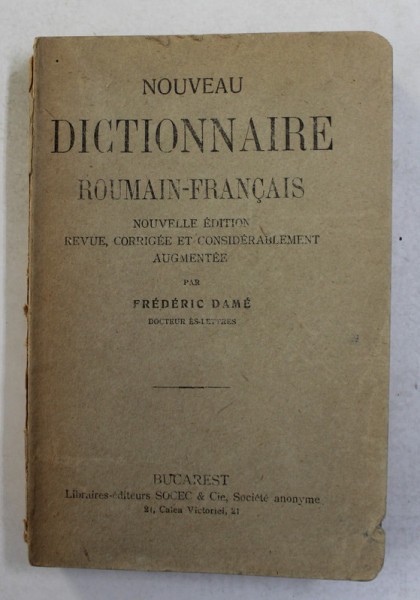 NOUVEAU
DICTIONNAIRE
ROUMAIN-FRANÇAIS
NOUVELLE ÉDITION
REVUE, CORRIGÉE ET CONSIDÉRABLEMENT
AUGMENTÉE
PAR
FRÉDÉRIC DAMÉ
DOCTEUR ÈS-LETTRES
BUCAREST
Libraires-éditeurs SOCEC & Cie, Société anonyme
21, Calea Victoriei, 21